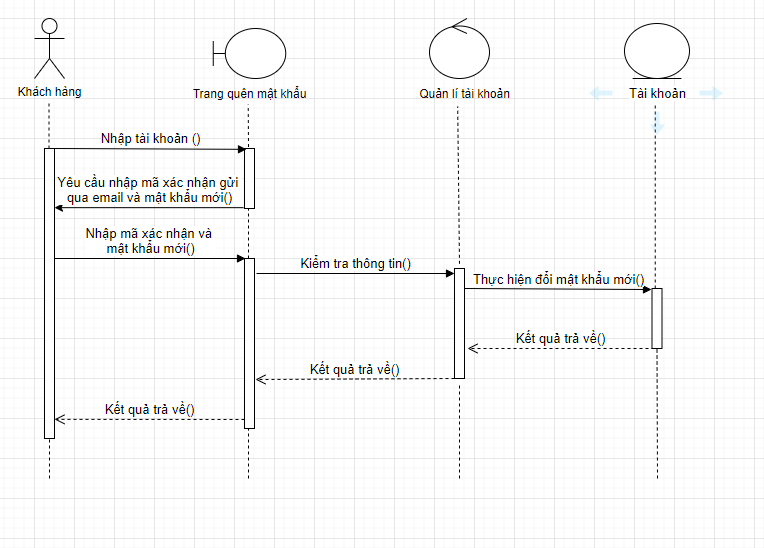 Khách hàng
Trang quên mật khẩu
Quản lí tài khoản
Tài khoản
Nhập tài khoản ()
Yêu cầu nhập mã xác nhận gửi
qua email và mật khẩu mới()
Nhập mã xác nhận và
mật khẩu mới()
Kiểm tra thông tin()
Thực hiện đổi mật khẩu mới()
Kết quả trả về()
Kết quả trả về()
Kết quả trả về()